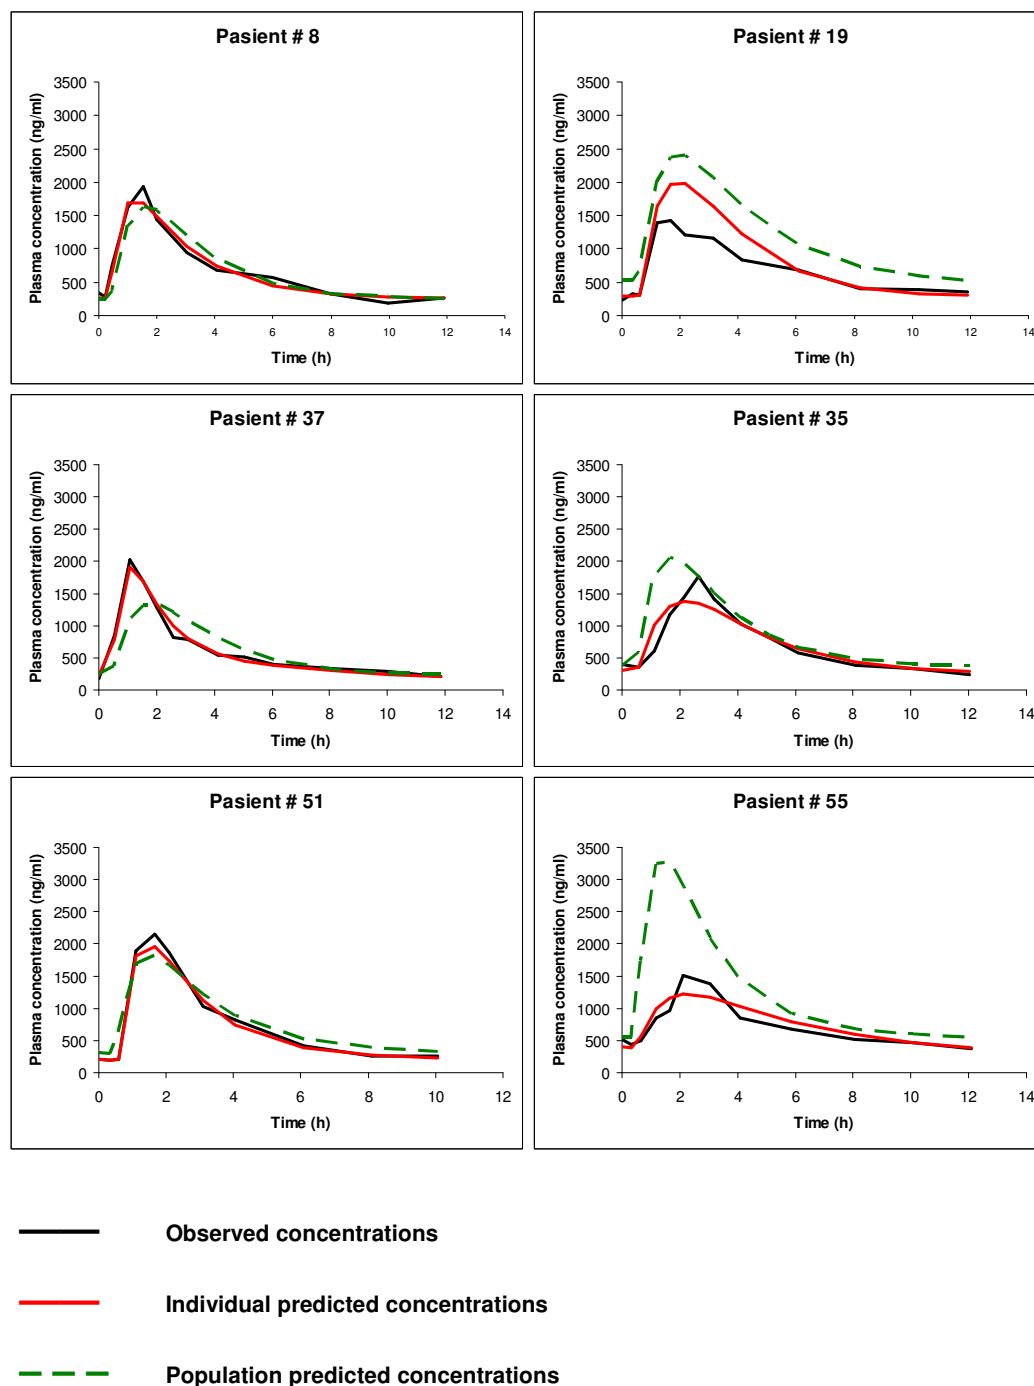 Pasient # 8
Plasma concentration (ng/ml)
3500
3000
2500
2000
1500
1000
500
0
0 2 4 6 8 10 12 14
Time (h)
Pasient # 19
Plasma concentration (ng/ml)
3500
3000
2500
2000
1500
1000
500
0
0 2 4 6 8 10 12 14
Time (h)
Pasient # 37
Plasma concentration (ng/ml)
3500
3000
2500
2000
1500
1000
500
0
0 2 4 6 8 10 12 14
Time (h)
Pasient # 35
Plasma concentration (ng/ml)
3500
3000
2500
2000
1500
1000
500
0
0 2 4 6 8 10 12 14
Time (h)
Pasient # 51
Plasma concentration (ng/ml)
3500
3000
2500
2000
1500
1000
500
0
0 2 4 6 8 10 12
Time (h)
Pasient # 55
Plasma concentration (ng/ml)
3500
3000
2500
2000
1500
1000
500
0
0 2 4 6 8 10 12 14
Time (h)
Observed concentrations
Individual predicted concentrations
Population predicted concentrations